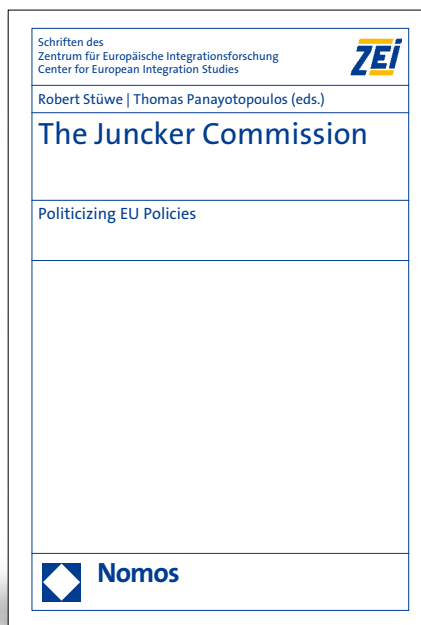 Schriften des
Zentrum für Europäische Integrationsforschung
Center for European Integration Studies
ZEI
Robert Stüwe | Thomas Panayotopoulos (eds.)
The Juncker Commission
Politicizing EU Policies
Nomos